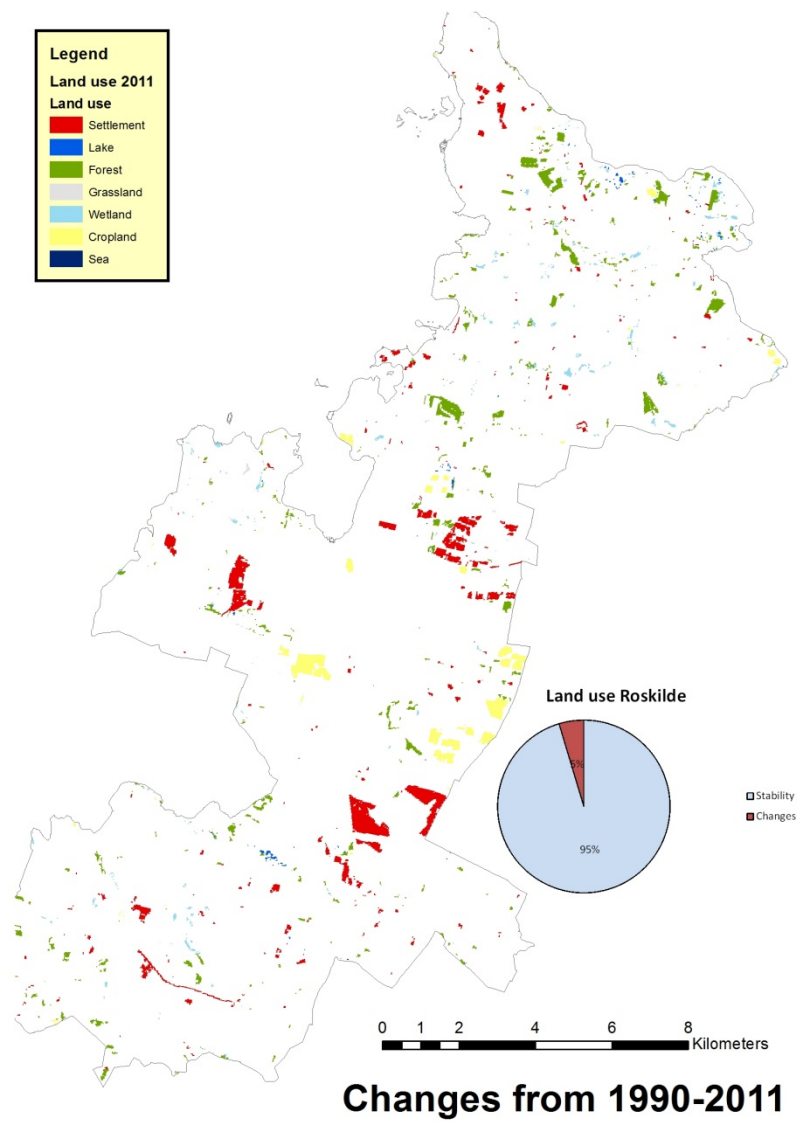 Legend
Land use 2011
Land use
Settlement
Lake
Forest
Grassland
Wetland
Cropland
Sea
Land use Roskilde
5%
95%
Stability
Changes
0 1 2 4 6 8
Kilometers
Changes from 1990-2011